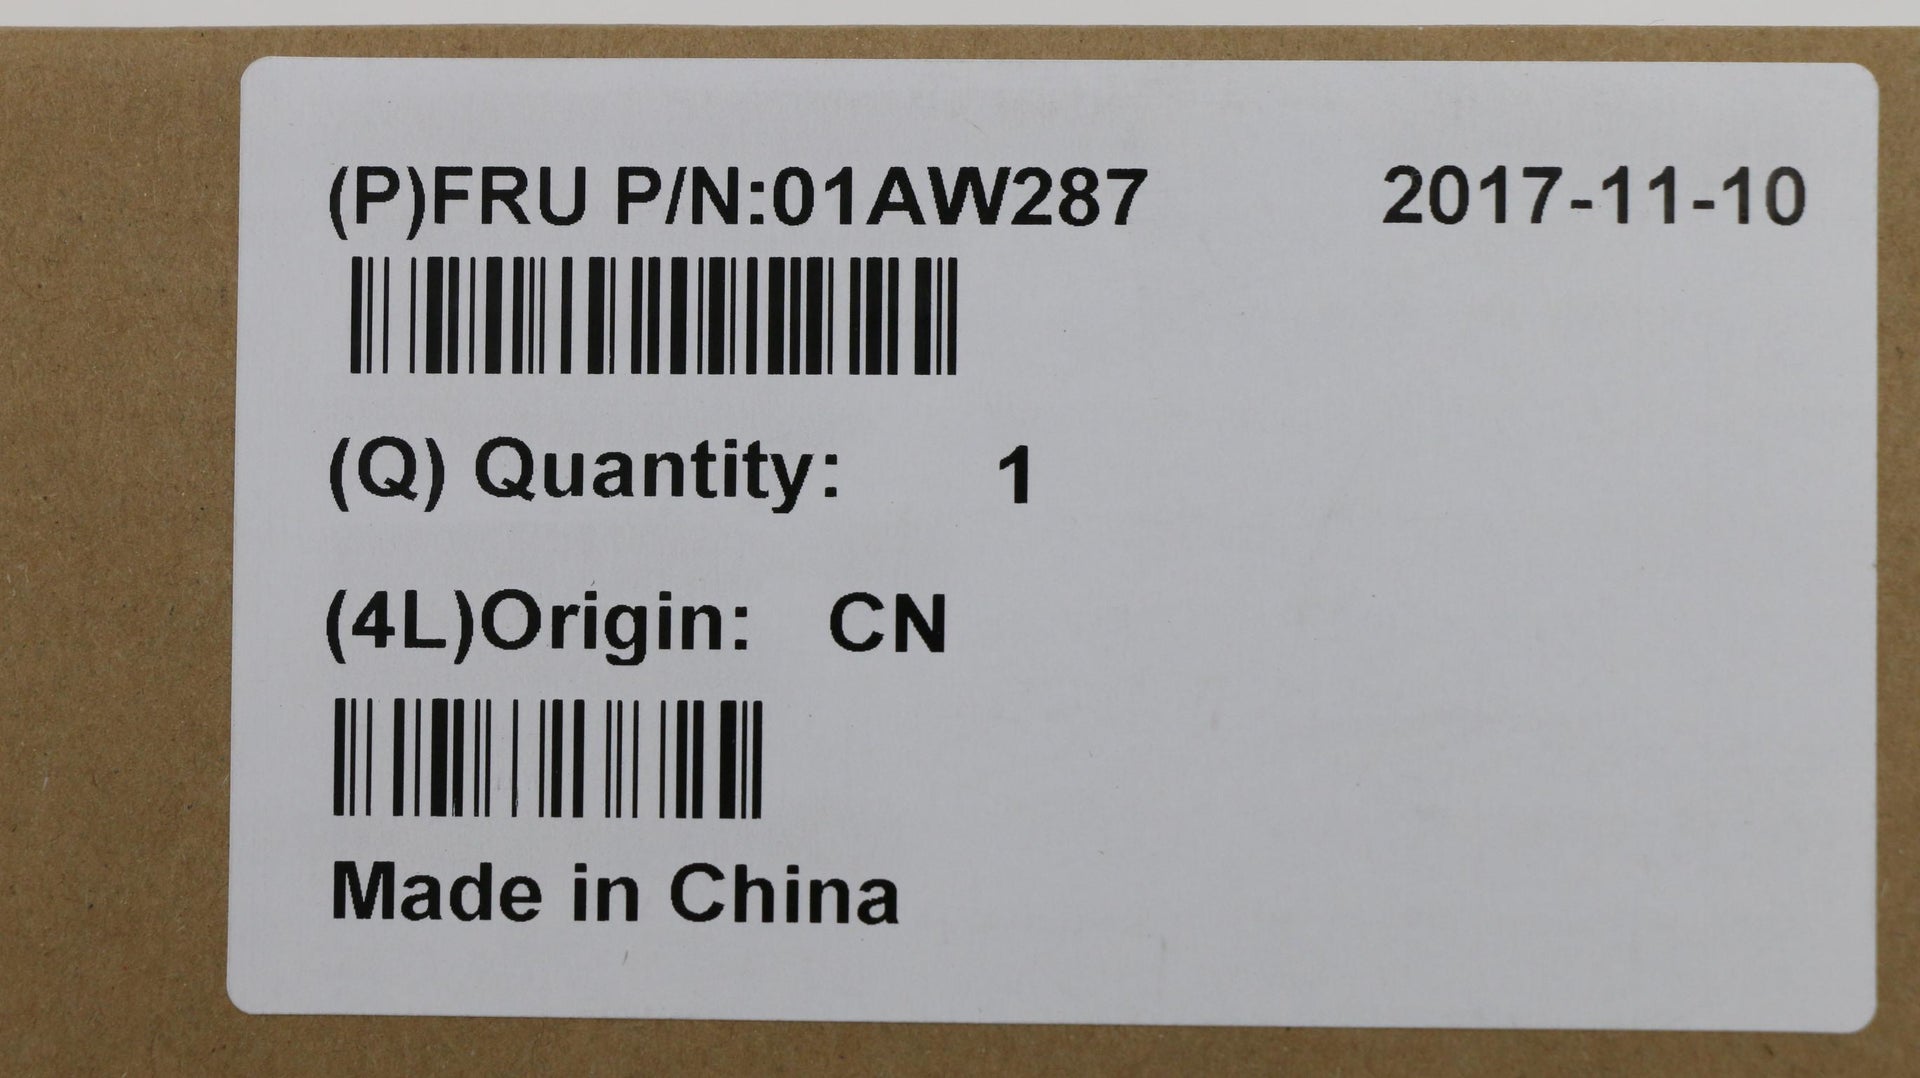 (P)FRU P/N:01AW287 2017-11-10
(Q) Quantity: 1
(4L)Origin: CN
Made in China